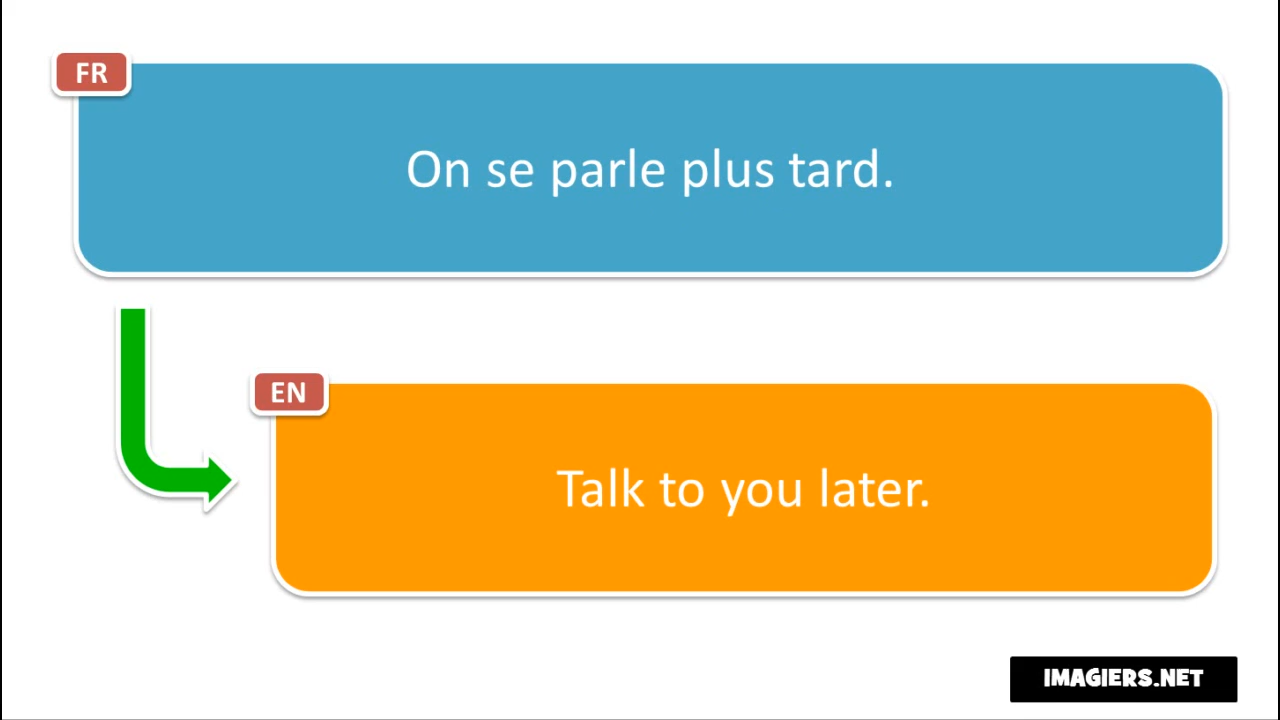 FR
On se parle plus tard.
EN
Talk to you later.
IMAGIERS.NET